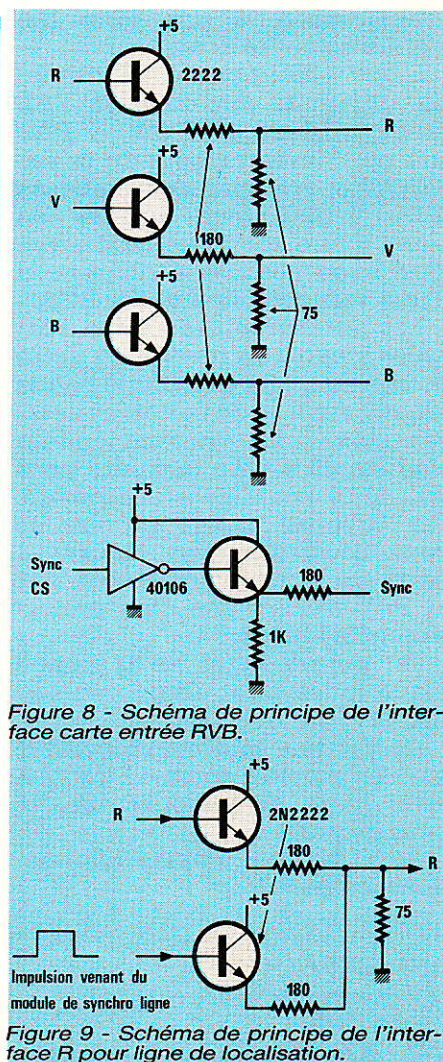 +5
R
2222
R
+5
V
180
V
+5
75
B
B
+5
Sync
CS
40106
180
Sync
1K
Figure 8 - Schéma de principe de l'inter-
face carte entrée RVB.
+5
R
2N2222
180
R
+5
75
Impulsion venant du
module de synchro ligne
180
Figure 9 - Schéma de principe de l'inter-
face R pour ligne de localisation.